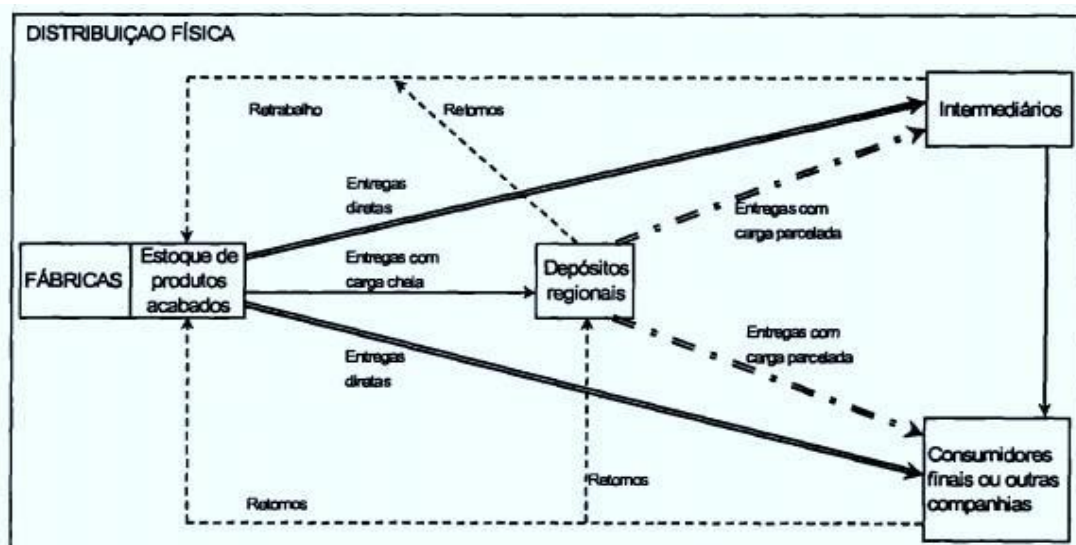 DISTRIBUIÇAO FÍSICA
Retrabalho
Retornos
Intermediários
Entregas
diretas
Entregas com
carga parcelada
FÁBRICAS
Estoque de
produtos
acabados
Entregas com
carga cheia
Depósitos
regionais
Entregas
diretas
Entregas com
carga parcelada
Retornos
Retornos
Consumidores
finais ou outras
companhias